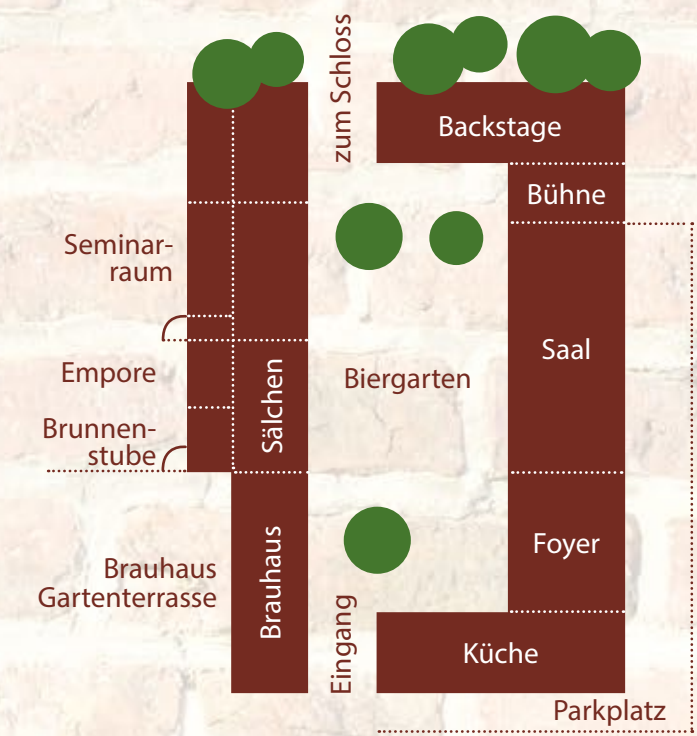 zum Schloss
Backstage
Bühne
Seminar-
raum
Saal
Empore
Sälchen
Biergarten
Brunnen-
stube
Brauhaus
Gartenterrasse
Brauhaus
Foyer
Eingang
Küche
Parkplatz